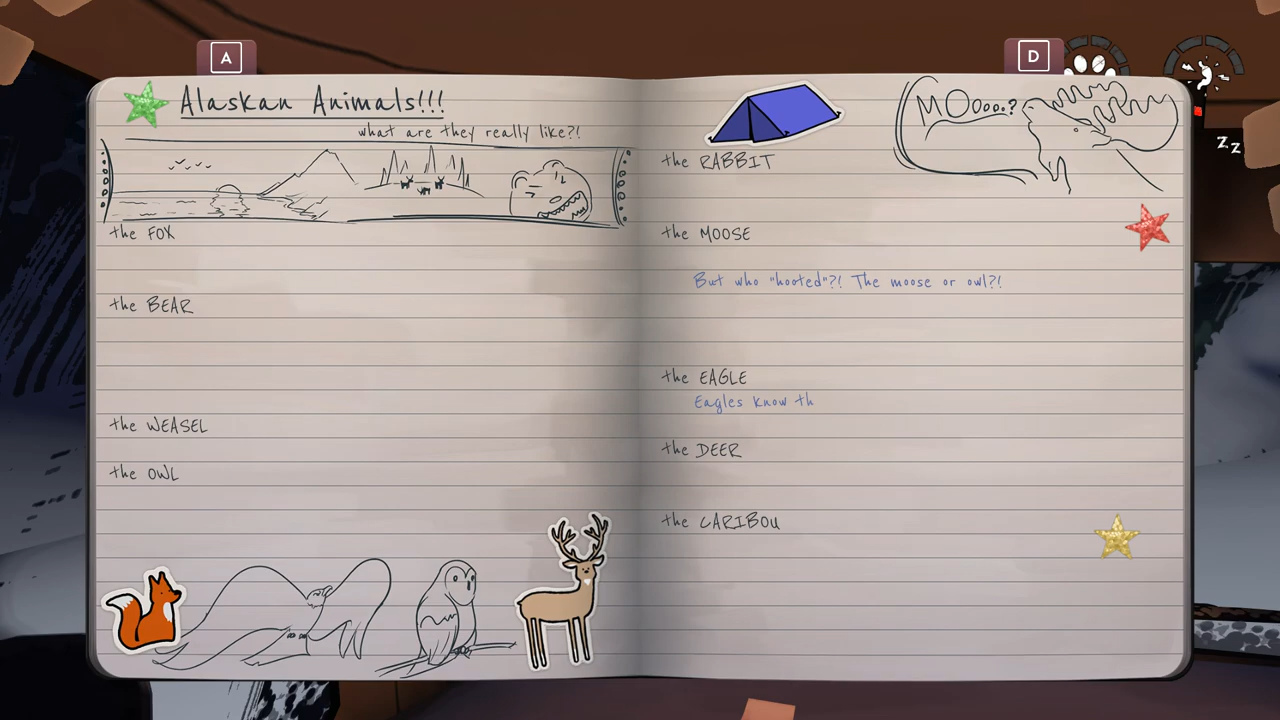 A
D
Alaskan Animals!!!
what are they really like?!
the FOX
the BEAR
the WEASEL
the OWL
MOooo.?
the RABBIT
the MOOSE
But who "hooted"?! The moose or owl?!
the EAGLE
Eagles know th
the DEER
the CARIBOU
z z